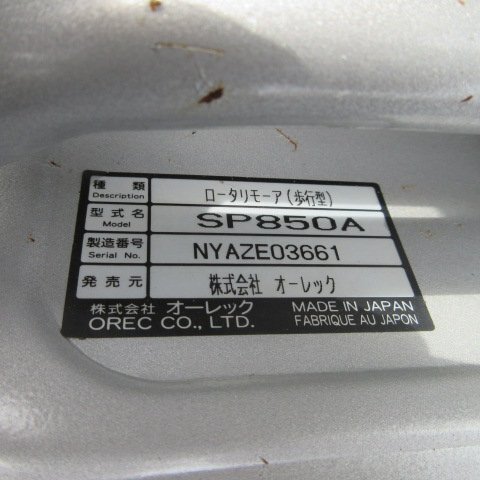 種類 ロータリモーア(歩行型)
Description
型式名 SP850A
Model
製造番号 NYAZE03661
Serial No.
発売元 株式会社 オーレック
株式会社 オーレック MADE IN JAPAN
OREC CO., LTD. FABRIQUE AU JAPON